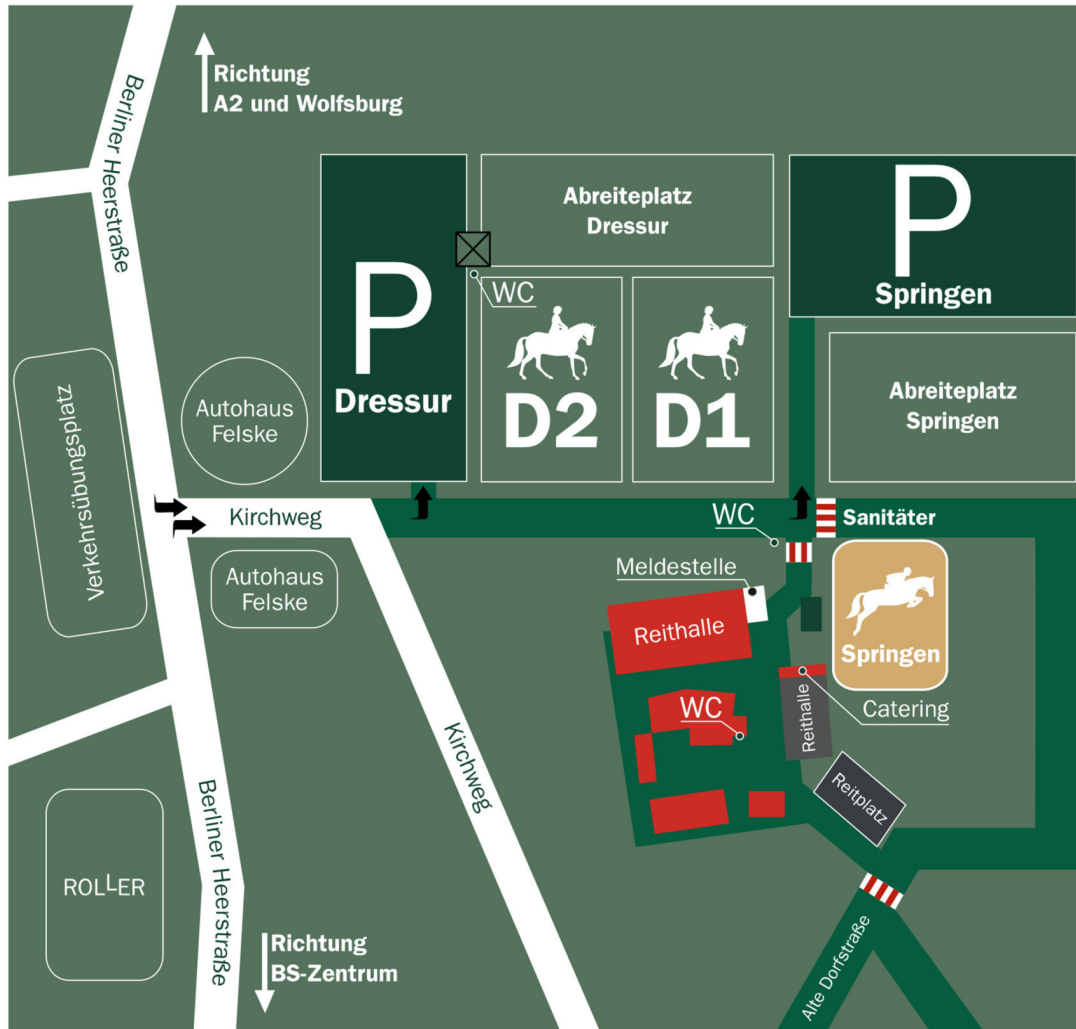 Richtung
A2 und Wolfsburg
Berliner Heerstraße
P
Dressur
Abreiteplatz
Dressur
P
Springen
WC
D2
D1
Abreiteplatz
Springen
Verkehrsübungsplatz
Autohaus
Felske
Kirchweg
WC
Sanitäter
Autohaus
Felske
Meldestelle
Reithalle
Springen
WC
Reithalle
Catering
Kirchweg
Reitplatz
Berliner Heerstraße
ROLLER
Richtung
BS-Zentrum
Alte Dorfstraße